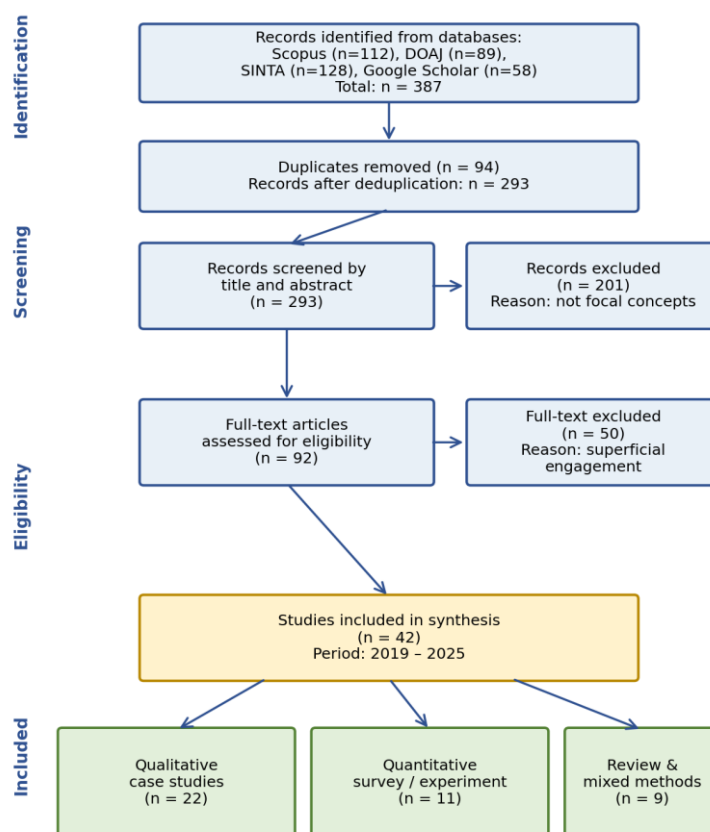 Identification
Records identified from databases:
Scopus (n=112), DOAJ (n=89),
SINTA (n=128), Google Scholar (n=58)
Total: n = 387
Duplicates removed (n = 94)
Records after deduplication: n = 293
Screening
Records screened by
title and abstract
(n = 293)
Records excluded
(n = 201)
Reason: not focal concepts
Eligibility
Full-text articles
assessed for eligibility
(n = 92)
Full-text excluded
(n = 50)
Reason: superficial
engagement
Studies included in synthesis
(n = 42)
Period: 2019 – 2025
Included
Qualitative
case studies
(n = 22)
Quantitative
survey / experiment
(n = 11)
Review &
mixed methods
(n = 9)